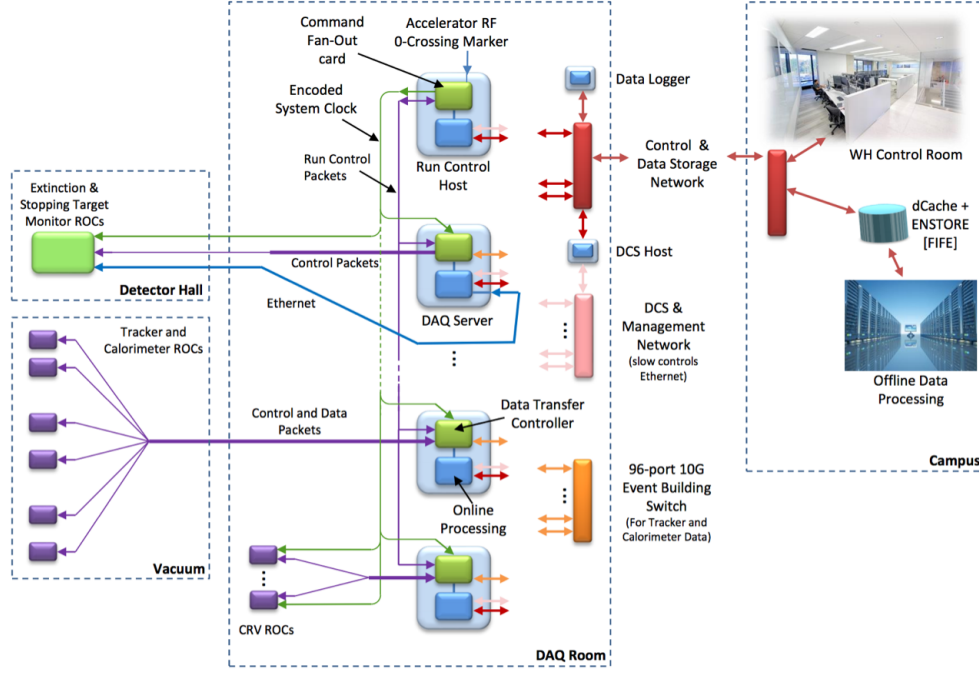 Command
Fan-Out
card
Accelerator RF
0-Crossing Marker
Encoded
System Clock
Run Control
Packets
Run Control
Host
Data Logger
Control &
Data Storage
Network
WH Control Room
dCache +
ENSTORE
[FIFE]
Offline Data
Processing
Campus
Extinction &
Stopping Target
Monitor ROCs
Detector Hall
Control Packets
Ethernet
DAQ Server
DCS Host
DCS &
Management
Network
(slow controls
Ethernet)
Tracker and
Calorimeter ROCs
Vacuum
Control and Data
Packets
Data Transfer
Controller
Online
Processing
96-port 10G
Event Building
Switch
(For Tracker and
Calorimeter Data)
CRV ROCs
DAQ Room